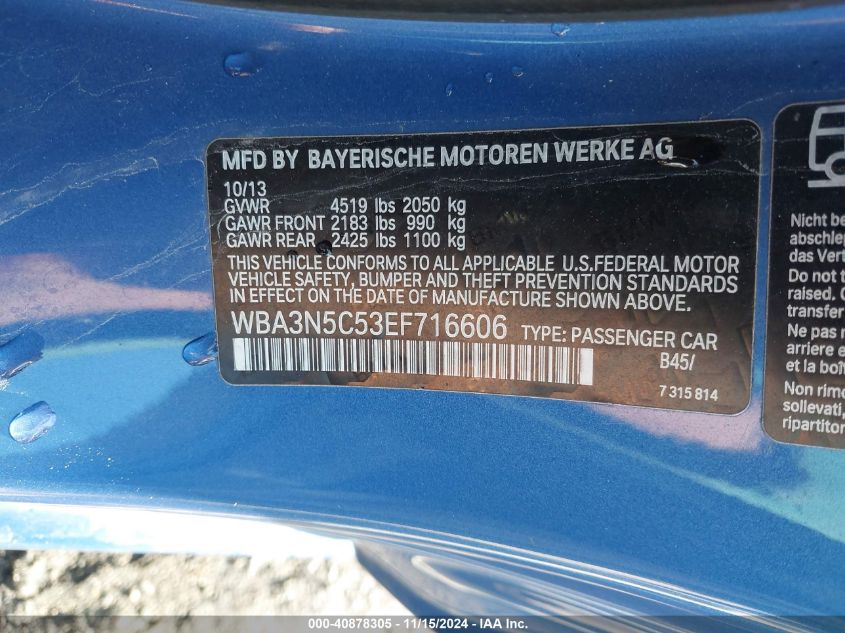 MFD BY BAYERISCHE MOTOREN WERKE AG
10/13
GVWR 4519 lbs 2050 kg
GAWR FRONT 2183 lbs 990 kg
GAWR REAR 2425 lbs 1100 kg
THIS VEHICLE CONFORMS TO ALL APPLICABLE U.S.FEDERAL MOTOR
VEHICLE SAFETY, BUMPER AND THEFT PREVENTION STANDARDS
IN EFFECT ON THE DATE OF MANUFACTURE SHOWN ABOVE.
WBA3N5C53EF716606 TYPE: PASSENGER CAR
B45/
7 315 814
Nicht be
abschlep
das Vert
Do not t
raised. O
transfer
Ne pas r
arriere e
et la boî
Non rimo
sollevati,
ripartitor
000-40878305 - 11/15/2024 - IAA Inc.